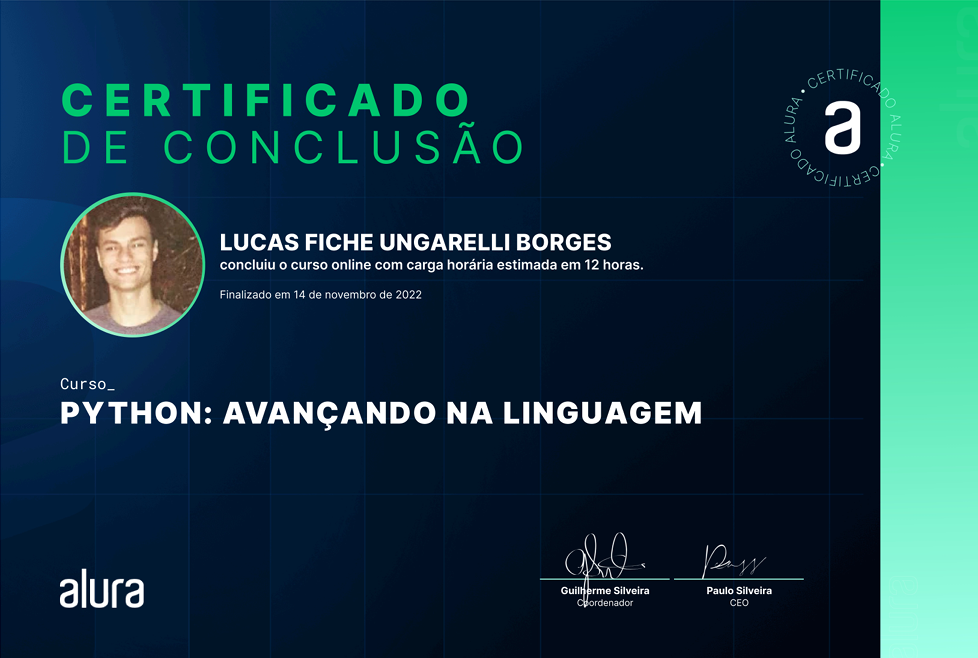 CERTIFICADO
DE CONCLUSÃO
CERTIFICADO ALURA • CERTIFICADO ALURA •
a
LUCAS FICHE UNGARELLI BORGES
concluiu o curso online com carga horária estimada em 12 horas.
Finalizado em 14 de novembro de 2022
Curso_
PYTHON: AVANÇANDO NA LINGUAGEM
alura
Guilherme Silveira
Coordenador
Paulo Silveira
CEO